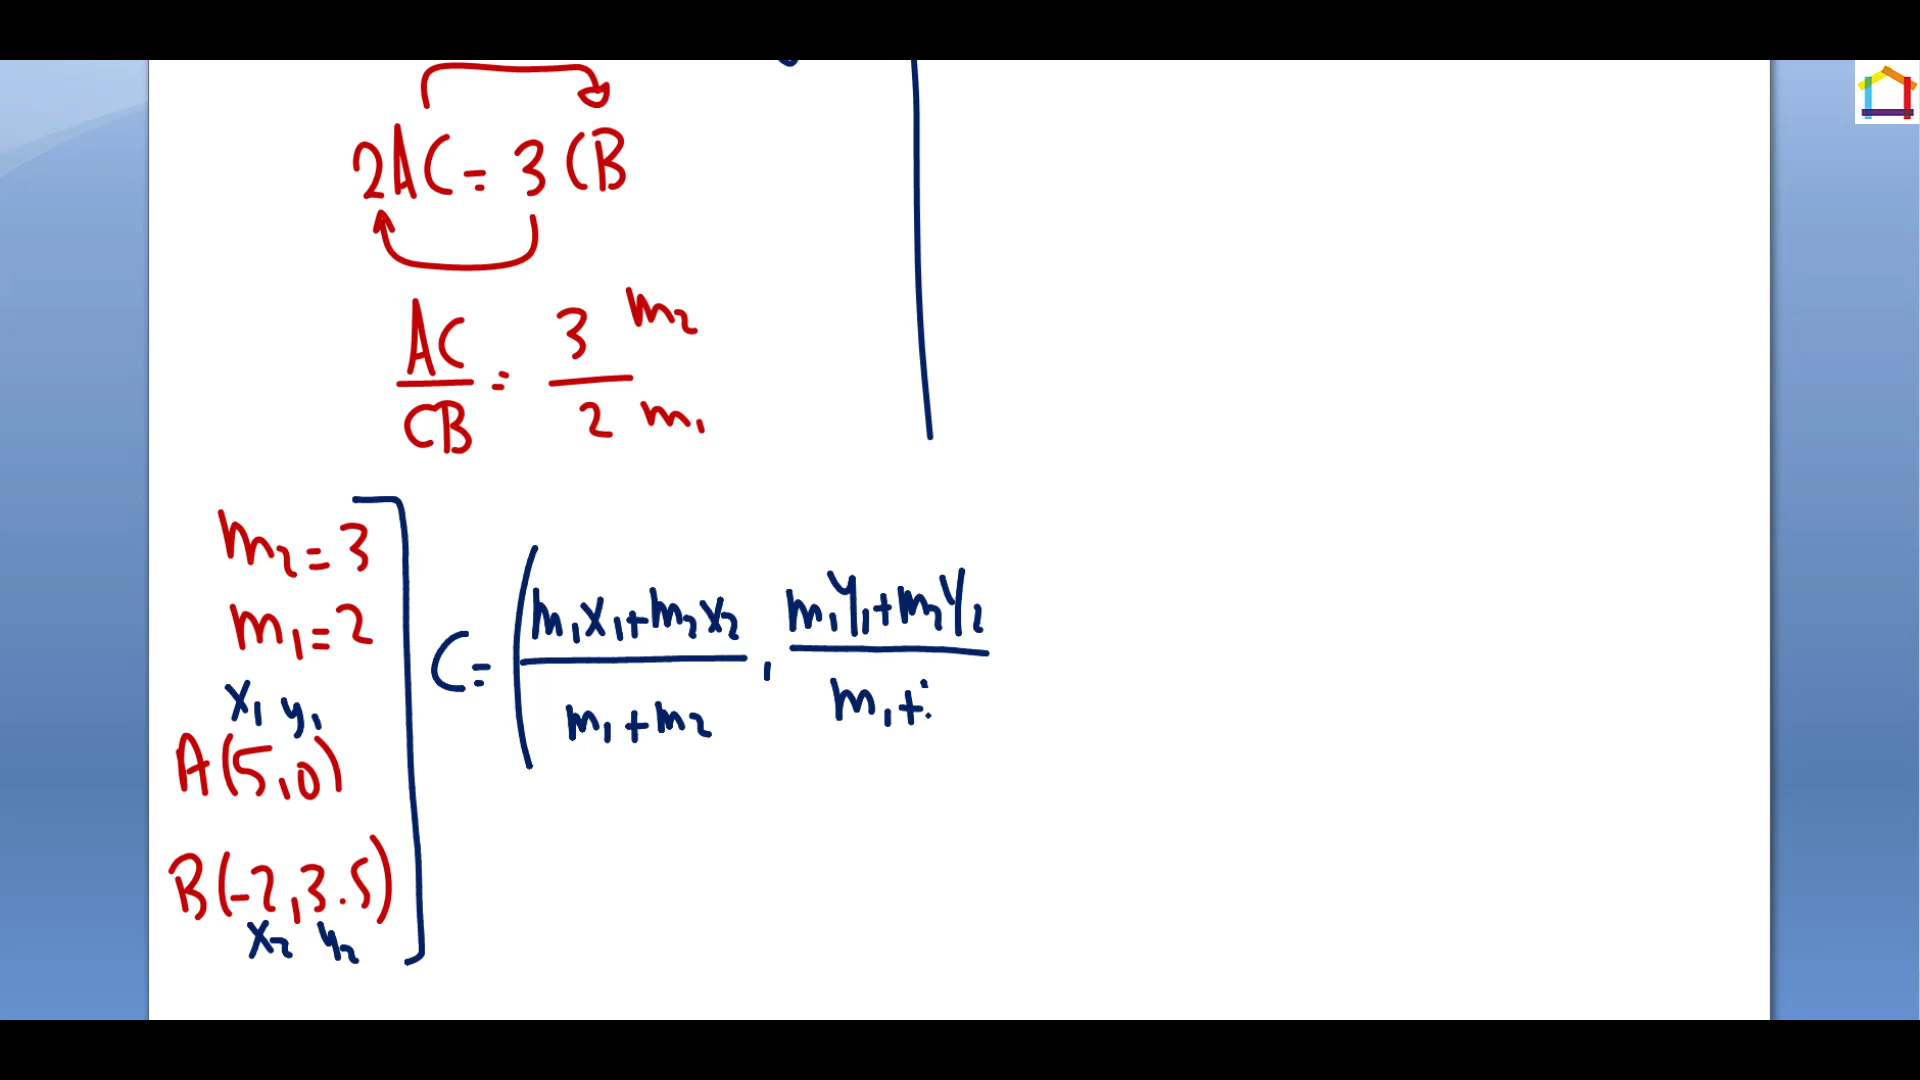 2AC = 3CB
AC/CB = 3/2 m₂ m₁
m₂ = 3
m₁ = 2
x₁ y₁
A(5,0)
B(-2,3.5)
x₂ y₂
C = ( (m₁x₁+m₂x₂)/(m₁+m₂) , (m₁y₁+m₂y₂)/(m₁+